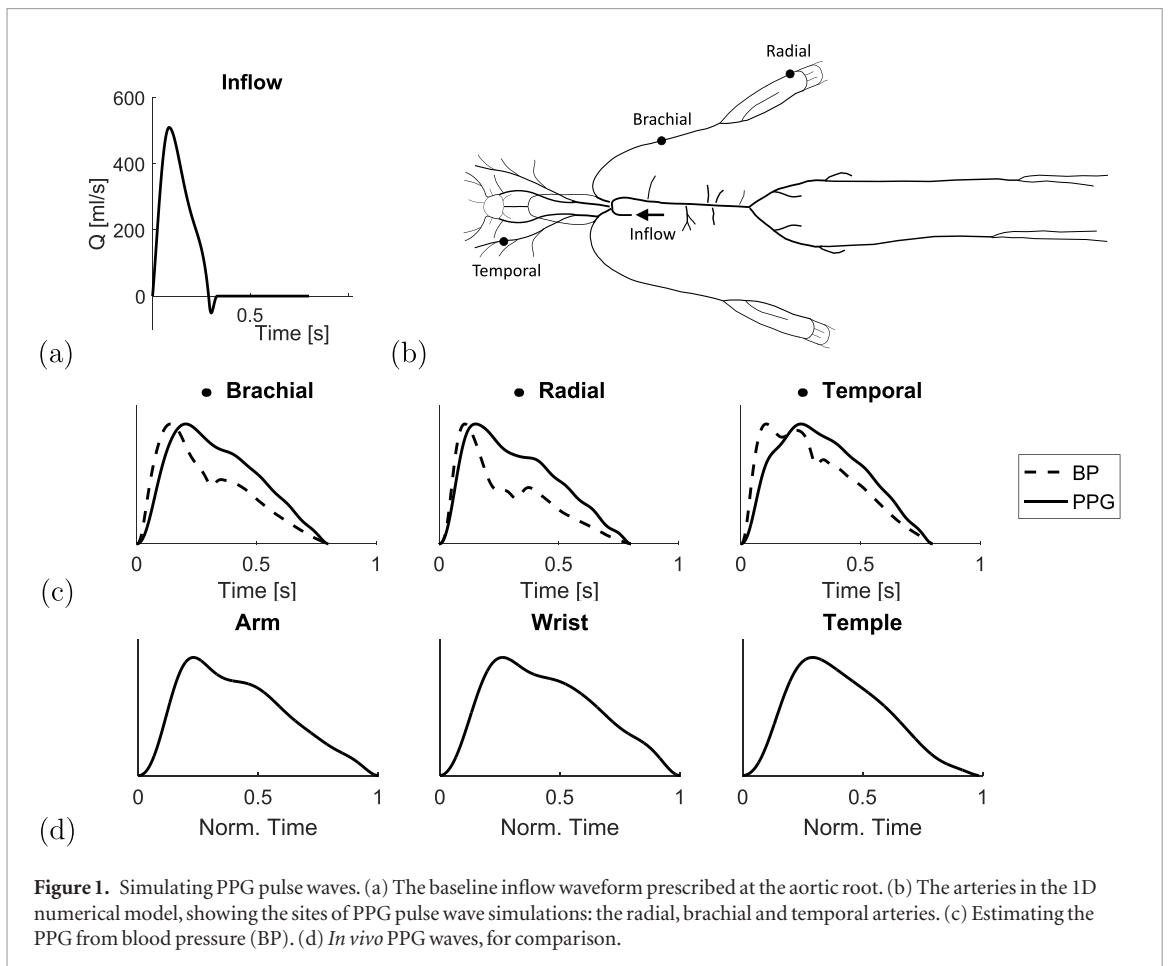 Inflow
600
400
200
0
Q [ml/s]
0.5
Time [s]
(a)
Radial
Brachial
Inflow
Temporal
(b)
Brachial
Radial
Temporal
BP
PPG
0 0.5 1
0 0.5 1
0 0.5 1
Time [s]
Time [s]
Time [s]
(c)
Arm
Wrist
Temple
0 0.5 1
0 0.5 1
0 0.5 1
Norm. Time
Norm. Time
Norm. Time
(d)
Figure 1. Simulating PPG pulse waves. (a) The baseline inflow waveform prescribed at the aortic root. (b) The arteries in the 1D
numerical model, showing the sites of PPG pulse wave simulations: the radial, brachial and temporal arteries. (c) Estimating the
PPG from blood pressure (BP). (d) In vivo PPG waves, for comparison.